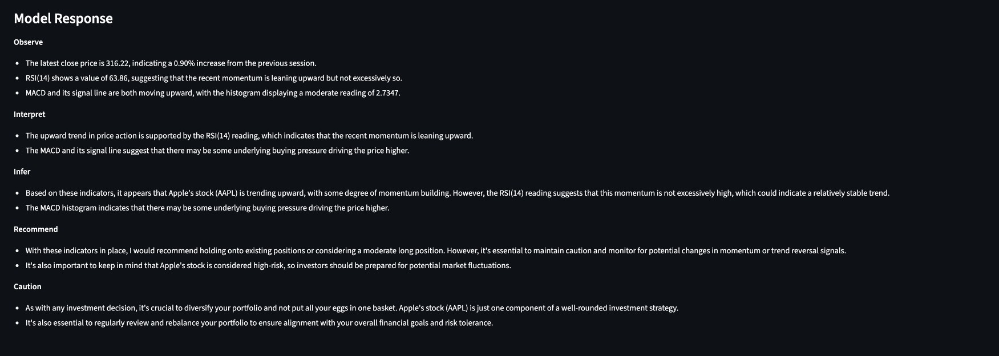 Model Response
Observe
• The latest close price is 316.22, indicating a 0.90% increase from the previous session.
• RSI(14) shows a value of 63.86, suggesting that the recent momentum is leaning upward but not excessively so.
• MACD and its signal line are both moving upward, with the histogram displaying a moderate reading of 2.7347.
Interpret
• The upward trend in price action is supported by the RSI(14) reading, which indicates that the recent momentum is leaning upward.
• The MACD and its signal line suggest that there may be some underlying buying pressure driving the price higher.
Infer
• Based on these indicators, it appears that Apple's stock (AAPL) is trending upward, with some degree of momentum building. However, the RSI(14) reading suggests that this momentum is not excessively high, which could indicate a relatively stable trend.
• The MACD histogram indicates that there may be some underlying buying pressure driving the price higher.
Recommend
• With these indicators in place, I would recommend holding onto existing positions or considering a moderate long position. However, it's essential to maintain caution and monitor for potential changes in momentum or trend reversal signals.
• It's also important to keep in mind that Apple's stock is considered high-risk, so investors should be prepared for potential market fluctuations.
Caution
• As with any investment decision, it's crucial to diversify your portfolio and not put all your eggs in one basket. Apple's stock (AAPL) is just one component of a well-rounded investment strategy.
• It's also essential to regularly review and rebalance your portfolio to ensure alignment with your overall financial goals and risk tolerance.